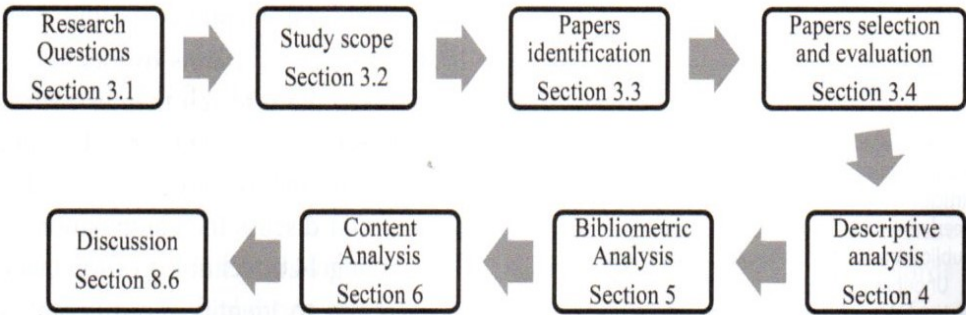 Research
Questions
Section 3.1
Study scope
Section 3.2
Papers
identification
Section 3.3
Papers selection
and evaluation
Section 3.4
Descriptive
analysis
Section 4
Bibliometric
Analysis
Section 5
Content
Analysis
Section 6
Discussion
Section 8.6